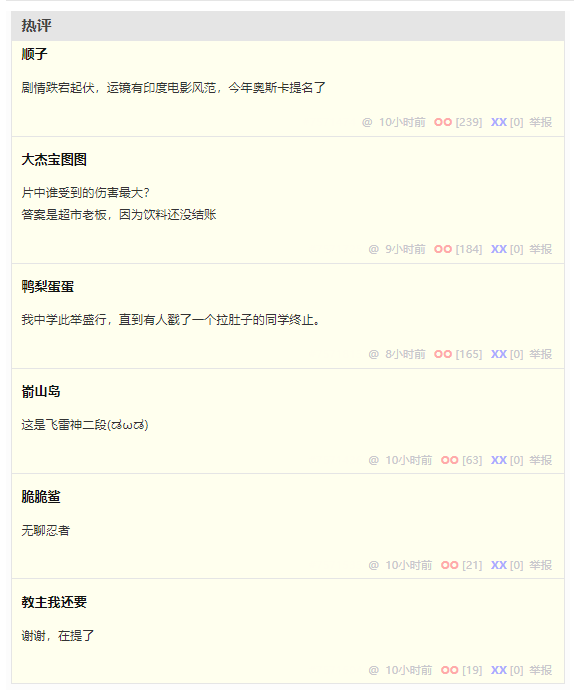 热评
顺子
剧情跌宕起伏，运镜有印度电影风范，今年奥斯卡提名了
@ 10小时前 OO [239] XX [0] 举报
大杰宝图图
片中谁受到的伤害最大?
答案是超市老板，因为饮料还没结账
@ 9小时前 OO [184] XX [0] 举报
鸭梨蛋蛋
我中学此举盛行，直到有人戳了一个拉肚子的同学终止。
@ 8小时前 OO [165] XX [0] 举报
嵛山岛
这是飞雷神二段(ಡωಡ)
@ 10小时前 OO [63] XX [0] 举报
脆脆鲨
无聊忍者
@ 10小时前 OO [21] XX [0] 举报
教主我还要
谢谢，在提了
@ 10小时前 OO [19] XX [0] 举报